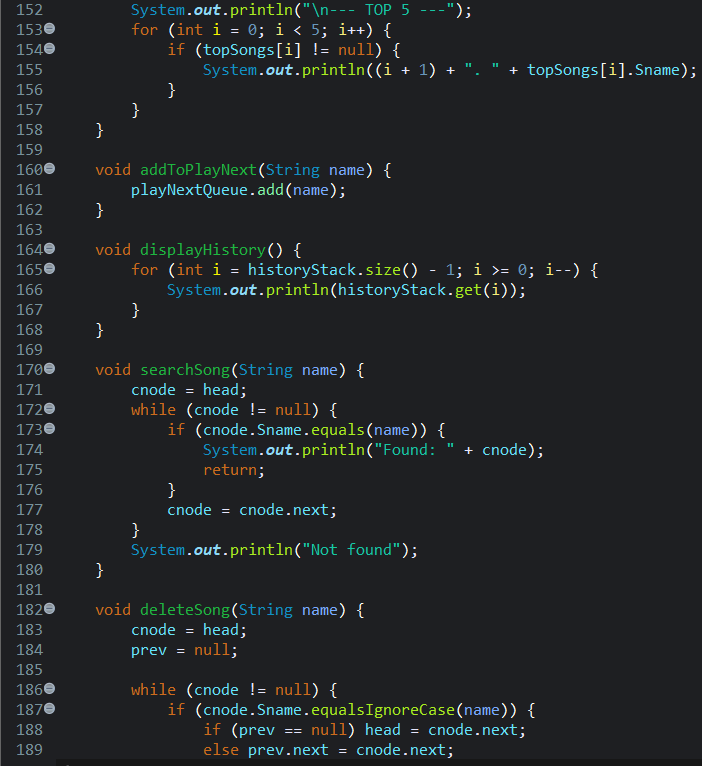 152 System.out.println("\n--- TOP 5 ---");
153 for (int i = 0; i < 5; i++) {
154 if (topSongs[i] != null) {
155 System.out.println((i + 1) + ". " + topSongs[i].Sname);
156 }
157 }
158 }
159
160 void addToPlayNext(String name) {
161 playNextQueue.add(name);
162 }
163
164 void displayHistory() {
165 for (int i = historyStack.size() - 1; i >= 0; i--) {
166 System.out.println(historyStack.get(i));
167 }
168 }
169
170 void searchSong(String name) {
171 cnode = head;
172 while (cnode != null) {
173 if (cnode.Sname.equals(name)) {
174 System.out.println("Found: " + cnode);
175 return;
176 }
177 cnode = cnode.next;
178 }
179 System.out.println("Not found");
180 }
181
182 void deleteSong(String name) {
183 cnode = head;
184 prev = null;
185
186 while (cnode != null) {
187 if (cnode.Sname.equalsIgnoreCase(name)) {
188 if (prev == null) head = cnode.next;
189 else prev.next = cnode.next;